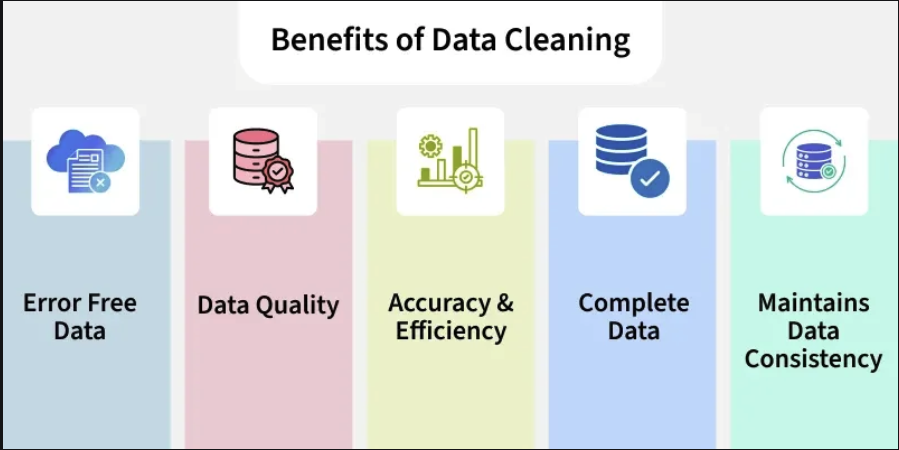 Benefits of Data Cleaning
Error Free
Data
Data Quality
Accuracy &
Efficiency
Complete
Data
Maintains
Data
Consistency